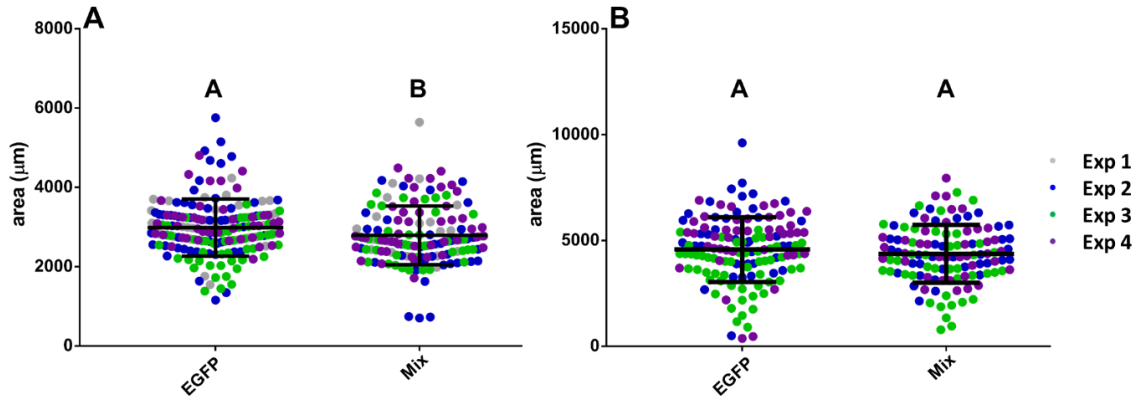 A
8000
6000
4000
2000
0
area (μm)
A
B
EGFP
Mix
B
15000
10000
5000
0
area (μm)
A
A
EGFP
Mix
Exp 1
Exp 2
Exp 3
Exp 4